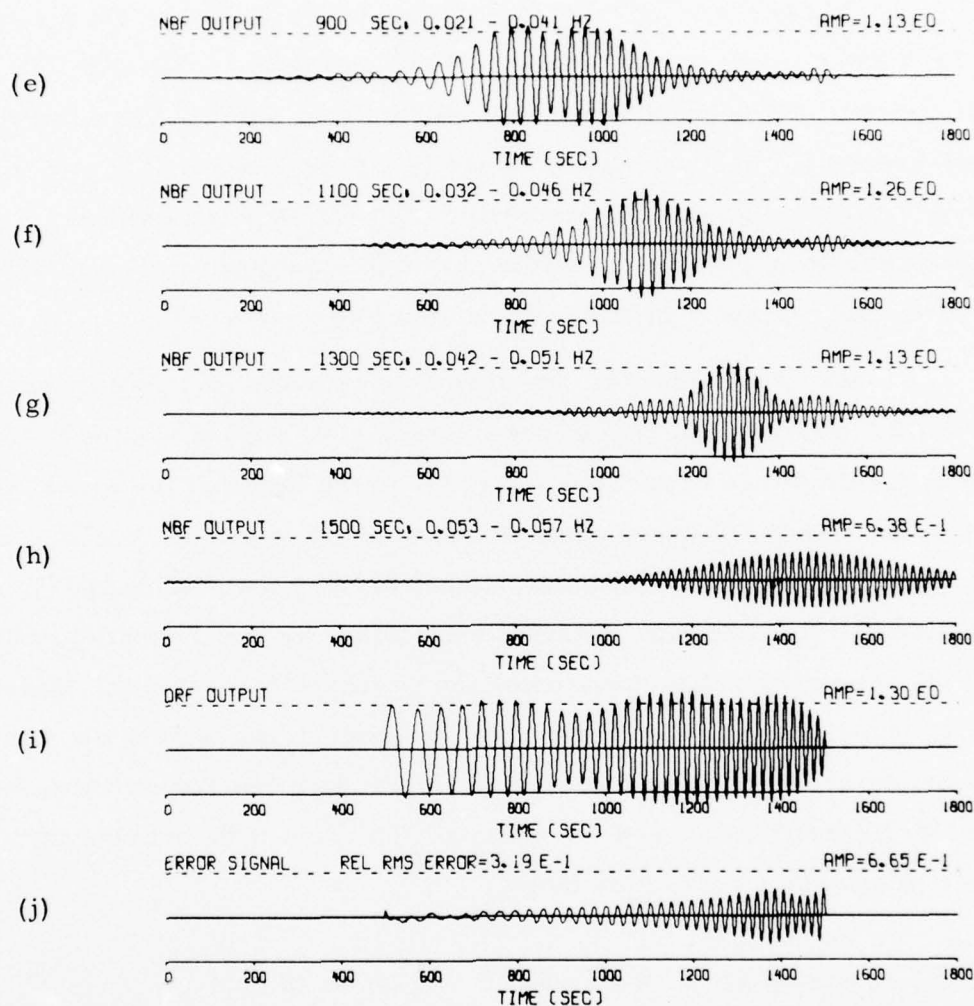 (e)
NBF OUTPUT 900 SEC, 0.021 - 0.041 HZ AMP=1.13 E0
0 200 400 600 800 1000 1200 1400 1600 1800
TIME (SEC)
(f)
NBF OUTPUT 1100 SEC, 0.032 - 0.046 HZ AMP=1.26 E0
0 200 400 600 800 1000 1200 1400 1600 1800
TIME (SEC)
(g)
NBF OUTPUT 1300 SEC, 0.042 - 0.051 HZ AMP=1.13 E0
0 200 400 600 800 1000 1200 1400 1600 1800
TIME (SEC)
(h)
NBF OUTPUT 1500 SEC, 0.053 - 0.057 HZ AMP=6.38 E-1
0 200 400 600 800 1000 1200 1400 1600 1800
TIME (SEC)
(i)
DRF OUTPUT AMP=1.30 E0
0 200 400 600 800 1000 1200 1400 1600 1800
TIME (SEC)
(j)
ERROR SIGNAL REL RMS ERROR=3.19 E-1 AMP=6.65 E-1
0 200 400 600 800 1000 1200 1400 1600 1800
TIME (SEC)